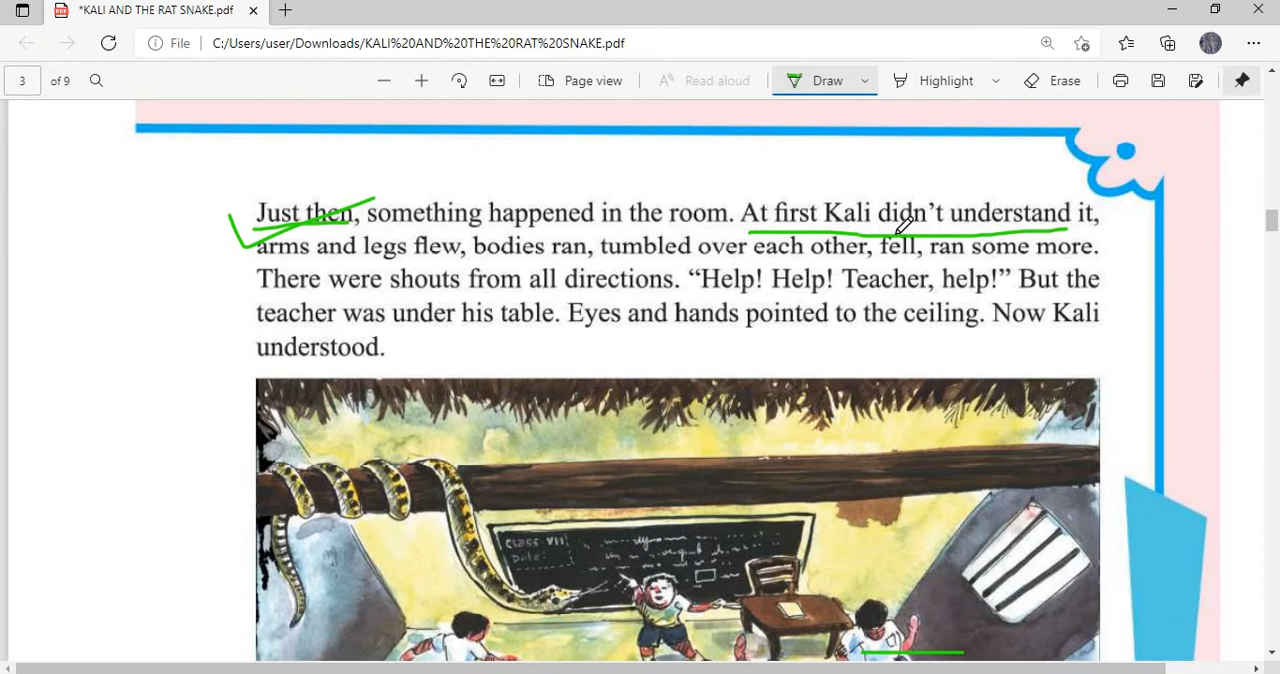 *KALI AND THE RAT SNAKE.pdf
File C:/Users/user/Downloads/KALI%20AND%20THE%20RAT%20SNAKE.pdf
3 of 9 Page view Read aloud Draw Highlight Erase
Just then, something happened in the room. At first Kali didn’t understand it,
arms and legs flew, bodies ran, tumbled over each other, fell, ran some more.
There were shouts from all directions. “Help! Help! Teacher, help!” But the
teacher was under his table. Eyes and hands pointed to the ceiling. Now Kali
understood.
CLASS VII
Date: